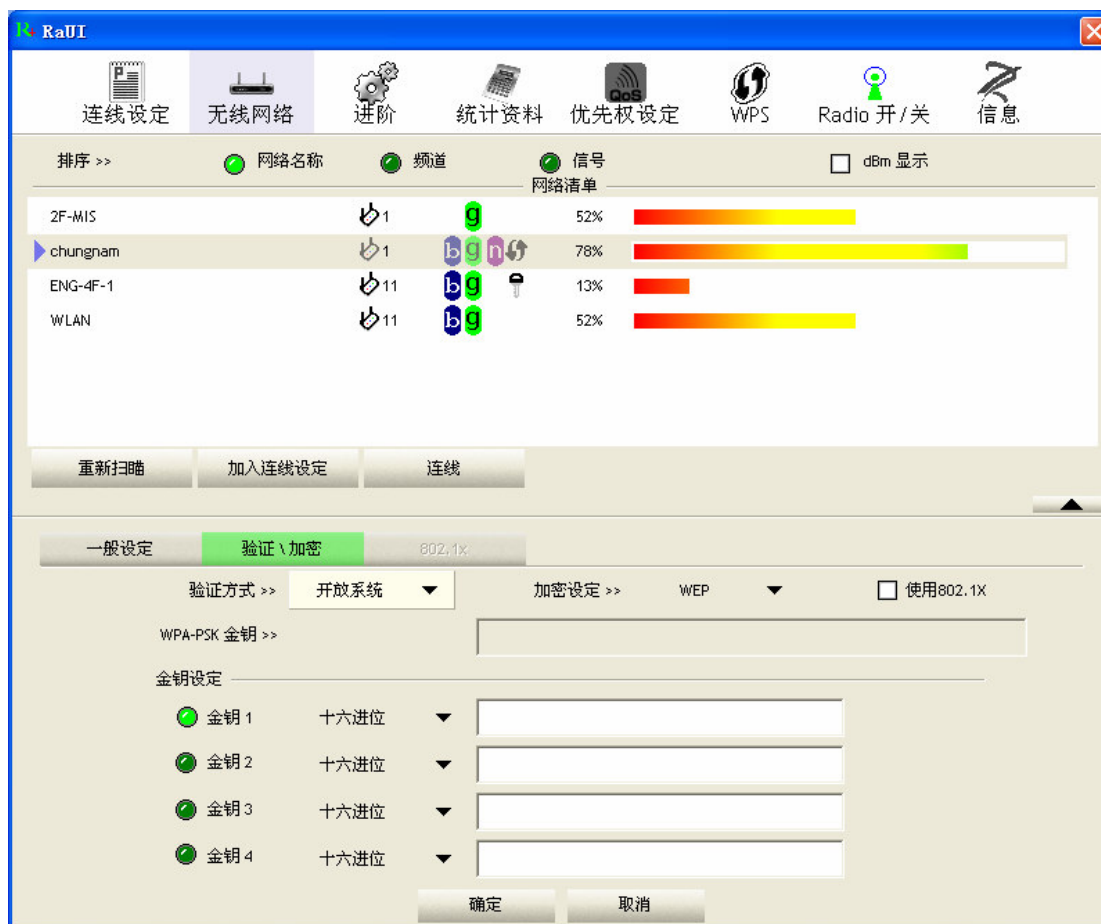 RaUI
连线设定 无线网络 进阶 统计资料 QoS 优先权设定 WPS Radio 开/关 信息
排序 >> 网络名称 频道 信号 dBm 显示
网络清单
2F-MIS 1 g 52%
chungnam 1 b g n 78%
ENG-4F-1 11 b g 13%
WLAN 11 b g 52%
重新扫瞄 加入连线设定 连线
一般设定 验证 \ 加密 802.1x
验证方式 >> 开放系统 加密设定 >> WEP 使用802.1X
WPA-PSK 金钥 >>
金钥设定
金钥 1 十六进位
金钥 2 十六进位
金钥 3 十六进位
金钥 4 十六进位
确定 取消